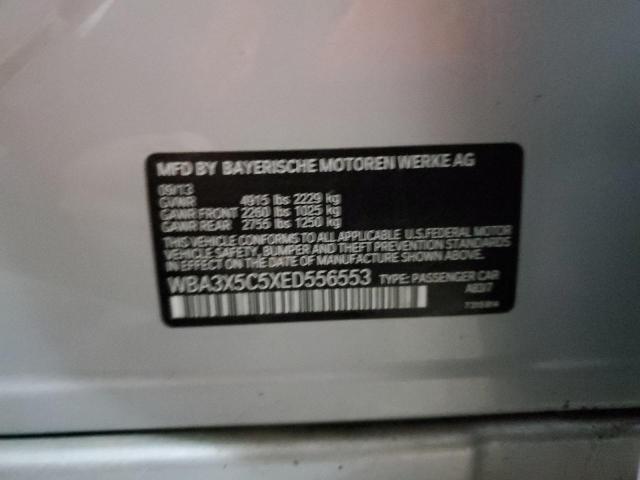 MFD BY BAYERISCHE MOTOREN WERKE AG
09/13
GVWR 4915 lbs 2229 kg
GAWR FRONT 2260 lbs 1025 kg
GAWR REAR 2756 lbs 1250 kg
THIS VEHICLE CONFORMS TO ALL APPLICABLE U.S. FEDERAL MOTOR
VEHICLE SAFETY, BUMPER AND THEFT PREVENTION STANDARDS IN
EFFECT ON THE DATE OF MANUFACTURE SHOWN ABOVE.
WBA3X5C5XED556553 TYPE: PASSENGER CAR